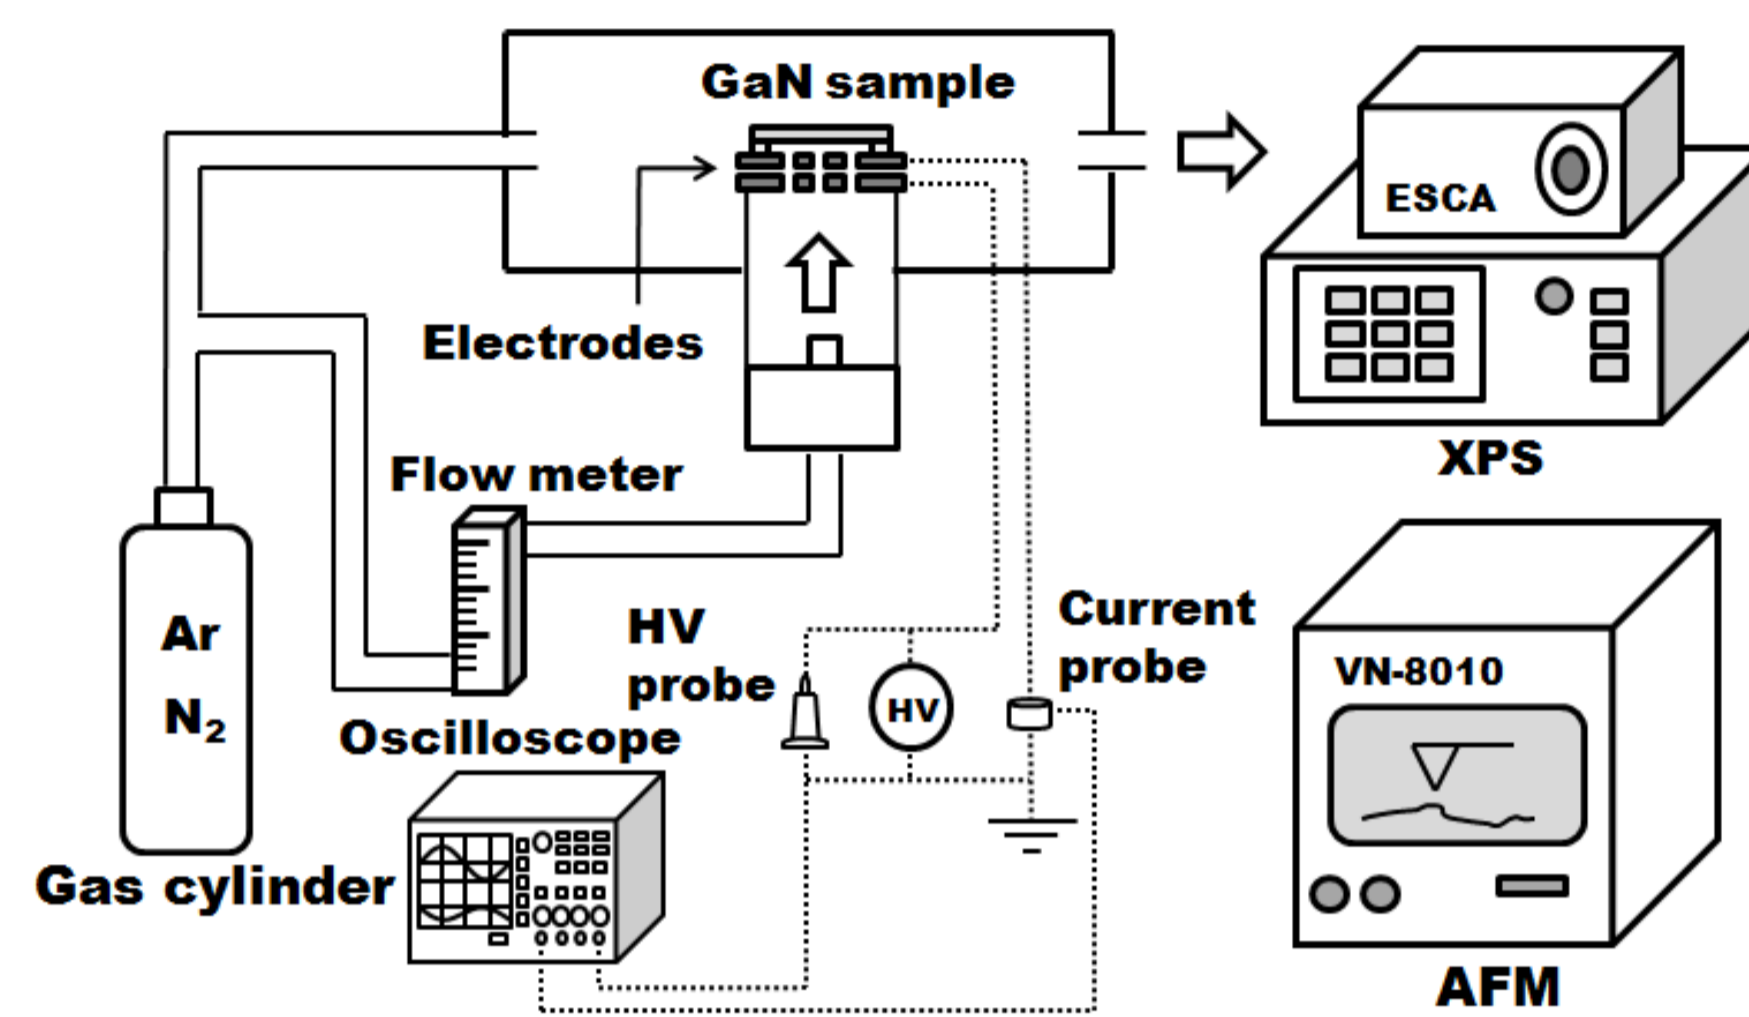 GaN sample
ESCA
Electrodes
XPS
Flow meter
Ar
N₂
HV
probe
HV
Current
probe
VN-8010
Oscilloscope
Gas cylinder
AFM